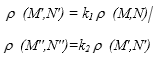 ρ (M',N') = k₁ ρ (M,N)/
ρ (M'',N'')=k₂ ρ (M',N')